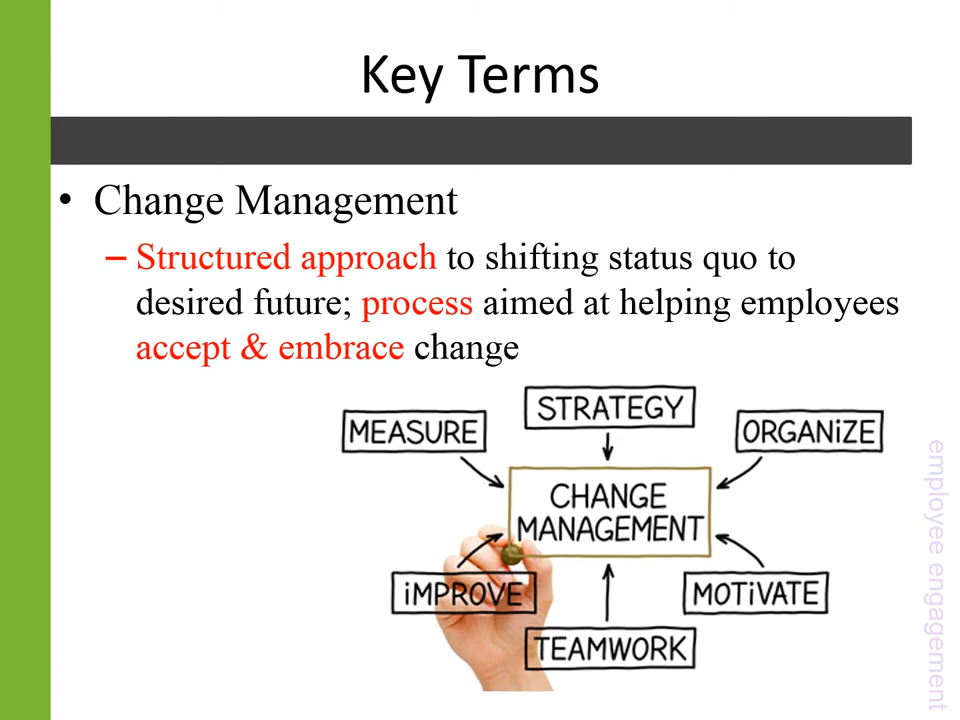 Key Terms
• Change Management
– Structured approach to shifting status quo to
desired future; process aimed at helping employees
accept & embrace change
STRATEGY
MEASURE
ORGANiZE
CHANGE
MANAGEMENT
iMPROVE
MOTiVATE
TEAMWORK
employee engagement